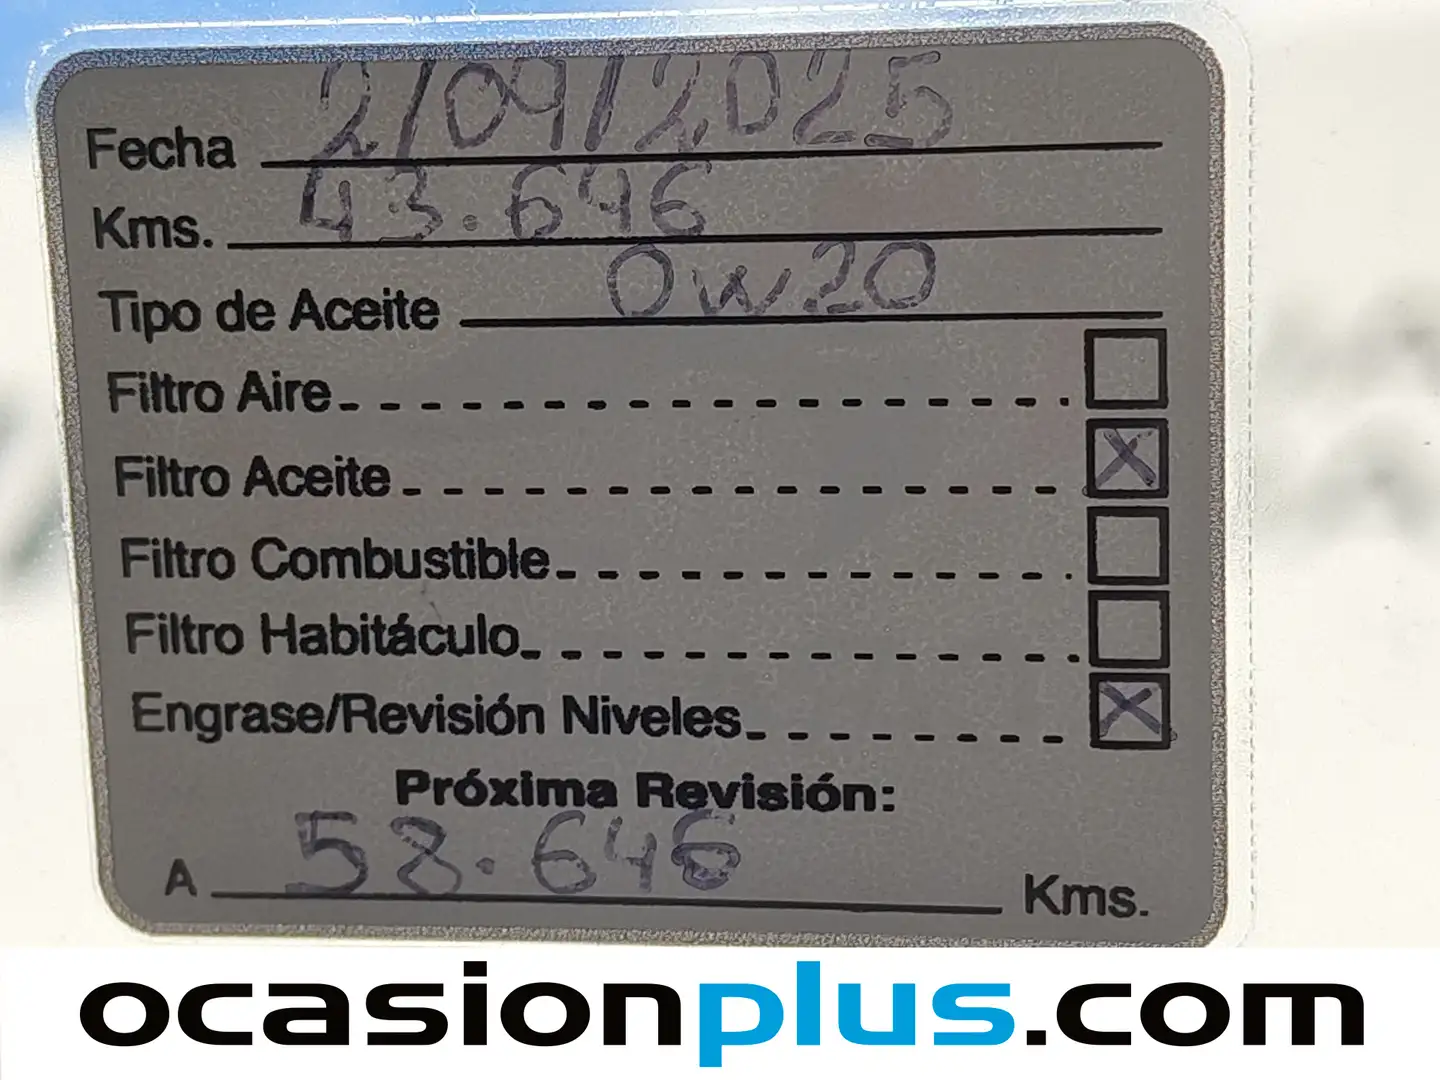 Fecha 2/09/2025
Kms. 43.646
Tipo de Aceite 0w20
Filtro Aire
Filtro Aceite X
Filtro Combustible
Filtro Habitáculo
Engrase/Revisión Niveles X
Próxima Revisión:
A 58.646 Kms.
ocasionplus.com